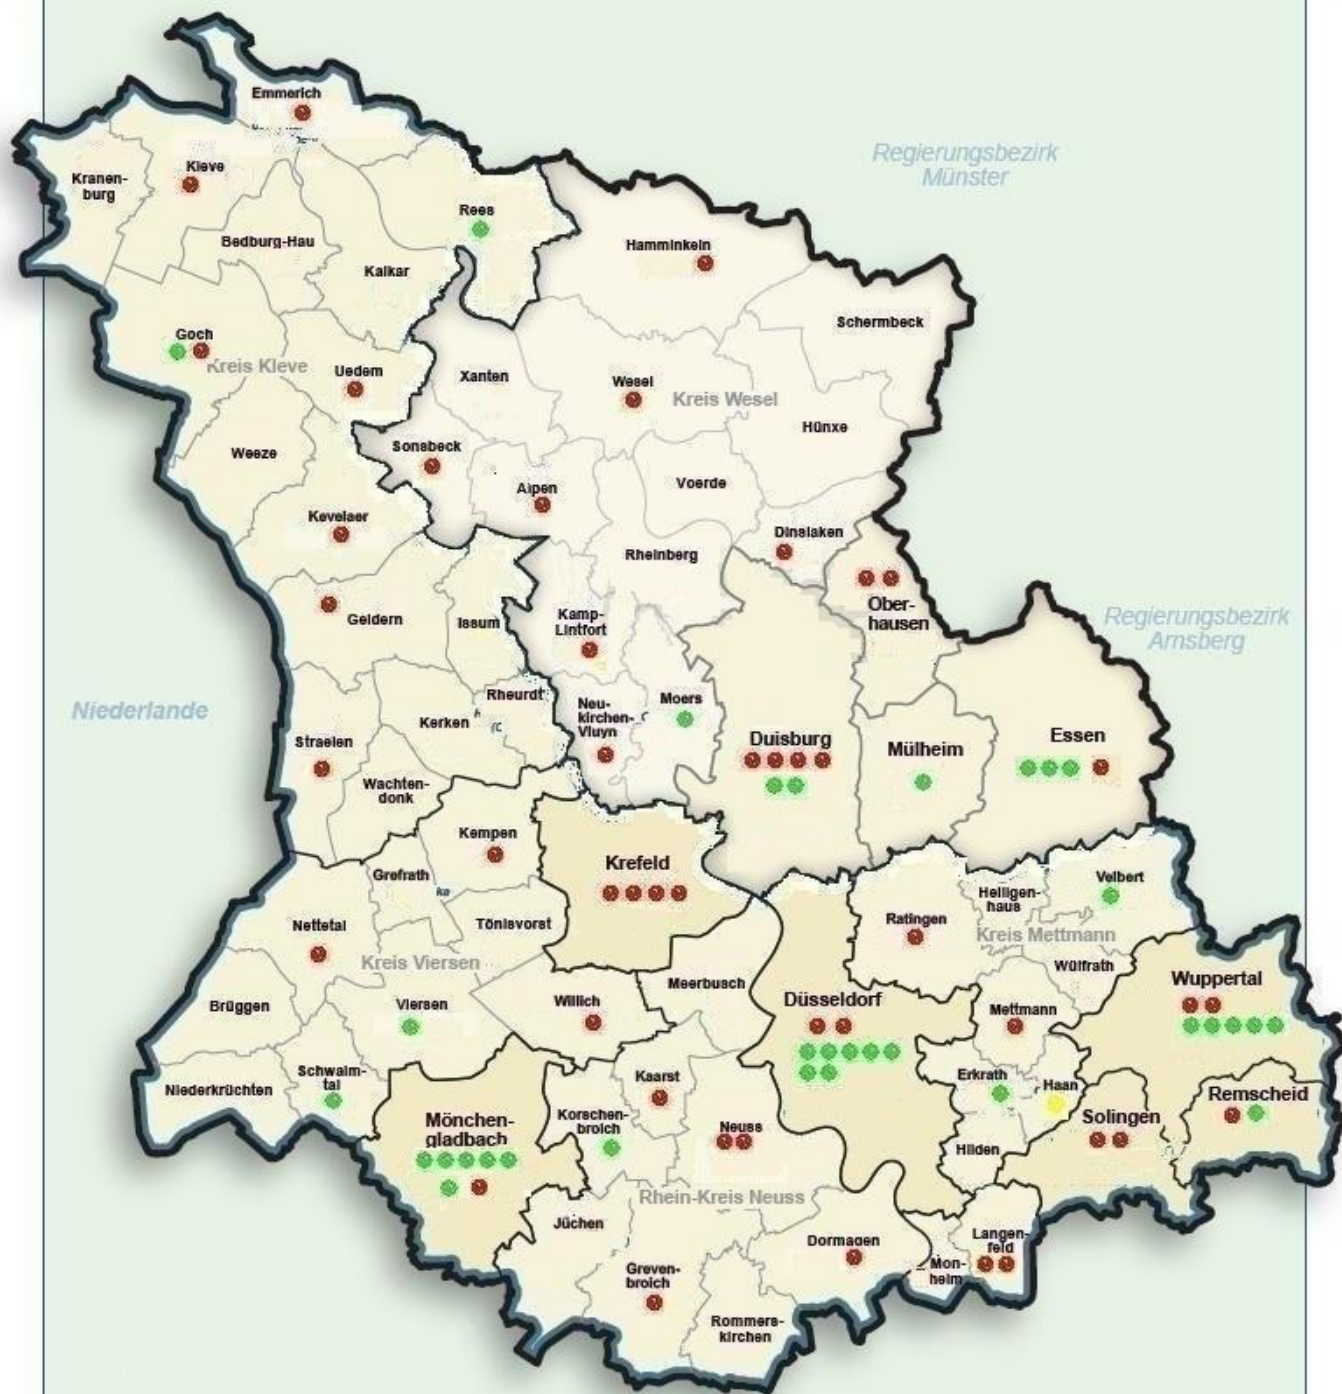 Emmerich
Regierungsbezirk
Münster
Kleve
Kranen-
burg
Rees
Bedburg-Hau
Hamminkeln
Kalkar
Schermbeck
Goch
Kreis Kleve
Uedem
Xanten
Wesel
Kreis Wesel
Hünxe
Weeze
Sonsbeck
Alpen
Voerde
Kevelaer
Dinslaken
Rheinberg
Ober-
hausen
Regierungsbezirk
Arnsberg
Geldern
Issum
Kamp-
Lintfort
Niederlande
Rheurdt
Kerken
Neu-
kirchen-
Vluyn
Moers
Straelen
Duisburg
Mülheim
Essen
Wachten-
donk
Kempen
Krefeld
Grefrath
Heiligen-
haus
Velbert
Nettetal
Tönisvorst
Ratingen
Kreis Mettmann
Kreis Viersen
Wülfrath
Wuppertal
Brüggen
Viersen
Willich
Meerbusch
Düsseldorf
Mettmann
Niederkrüchten
Schwalm-
tal
Kaarst
Erkrath
Haan
Remscheid
Mönchen-
gladbach
Korschen-
broich
Neuss
Solingen
Hilden
Rhein-Kreis Neuss
Jüchen
Dormagen
Langen-
feld
Greven-
broich
Mon-
heim
Rommers-
kirchen